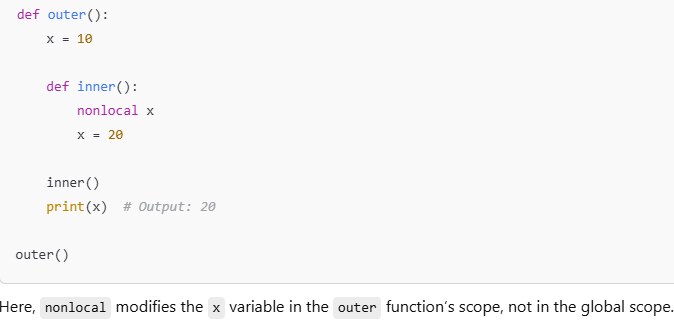 def outer():
    x = 10
    def inner():
        nonlocal x
        x = 20
    inner()
    print(x)  # Output: 20
outer()
Here, nonlocal modifies the x variable in the outer function’s scope, not in the global scope.